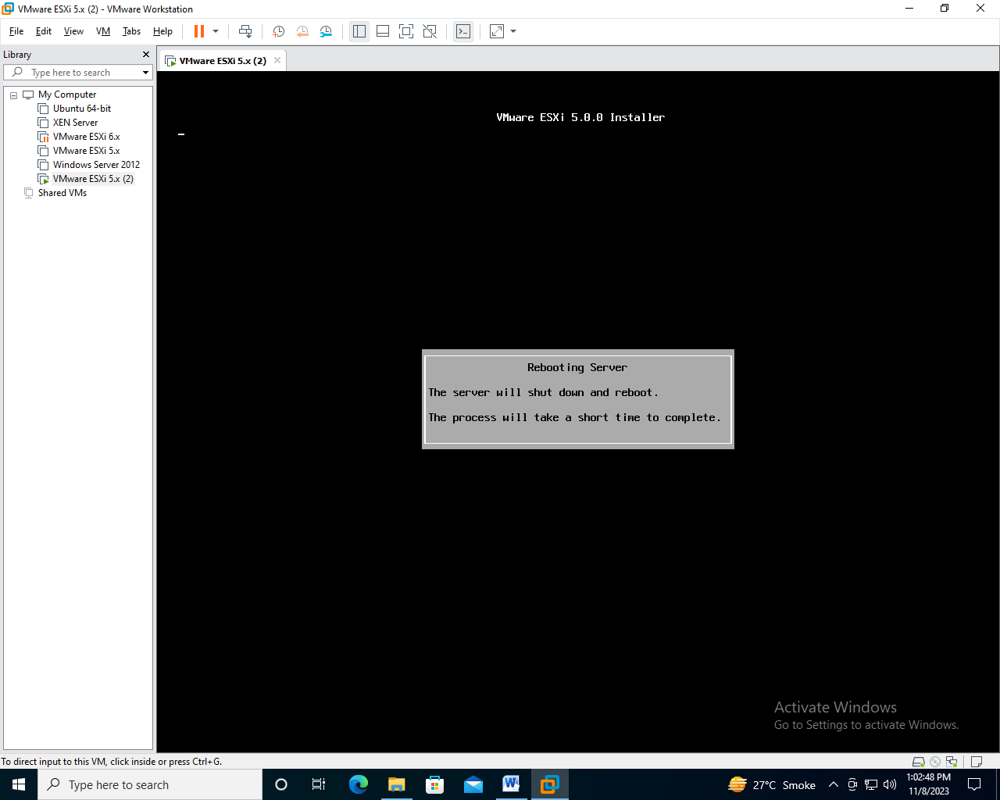 VMware ESXi 5.x (2) - VMware Workstation
File Edit View VM Tabs Help
Library
Type here to search
My Computer
Ubuntu 64-bit
XEN Server
VMware ESXi 6.x
VMware ESXi 5.x
Windows Server 2012
VMware ESXi 5.x (2)
Shared VMs
VMware ESXi 5.x (2)
VMware ESXi 5.0.0 Installer
Rebooting Server
The server will shut down and reboot.
The process will take a short time to complete.
Activate Windows
Go to Settings to activate Windows.
To direct input to this VM, click inside or press Ctrl+G.
Type here to search
27°C Smoke
1:02:48 PM
11/8/2023